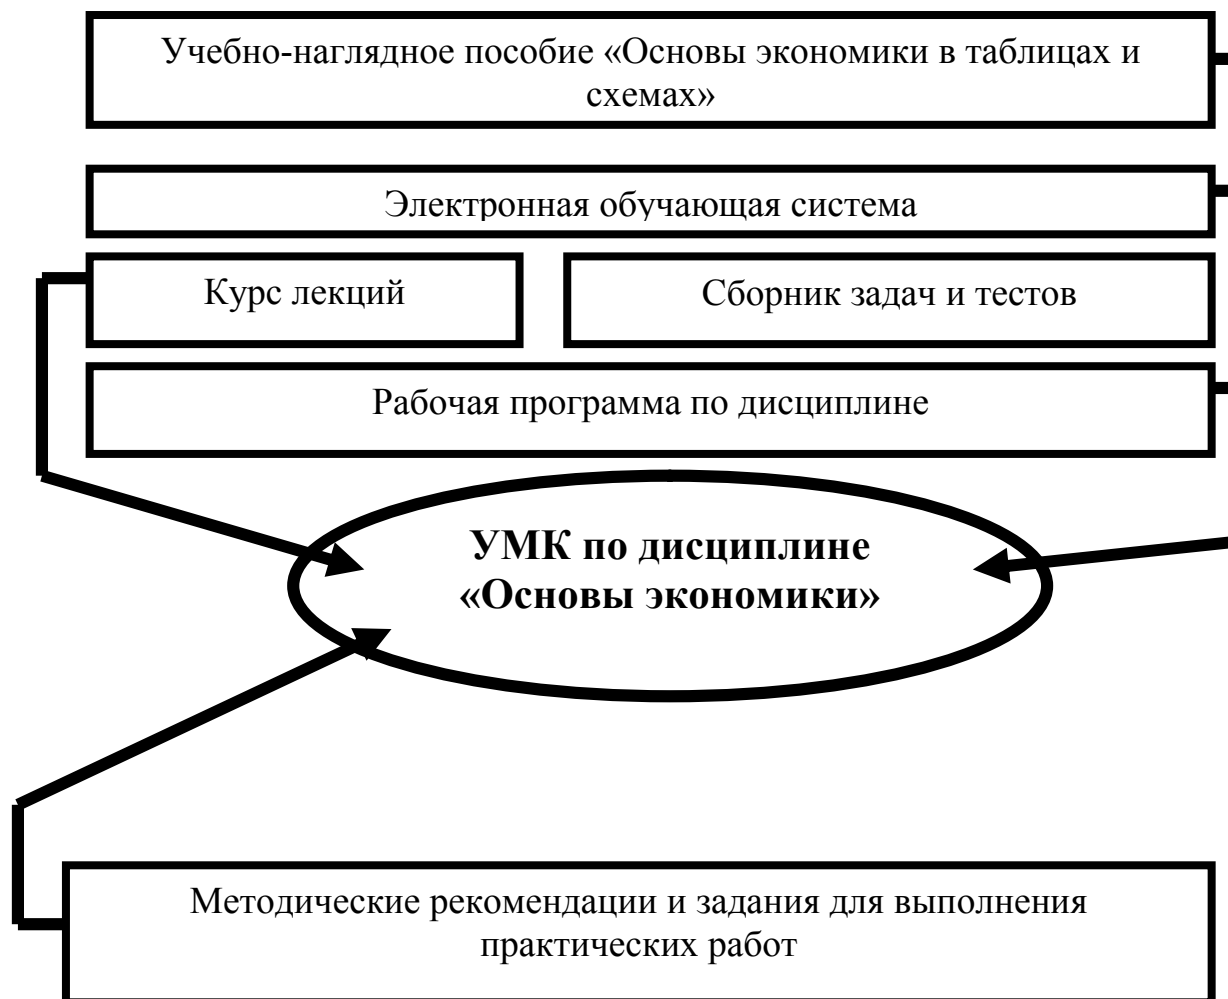 Учебно-наглядное пособие «Основы экономики в таблицах и
схемах»
Электронная обучающая система
Курс лекций
Сборник задач и тестов
Рабочая программа по дисциплине
УМК по дисциплине
«Основы экономики»
Методические рекомендации и задания для выполнения
практических работ